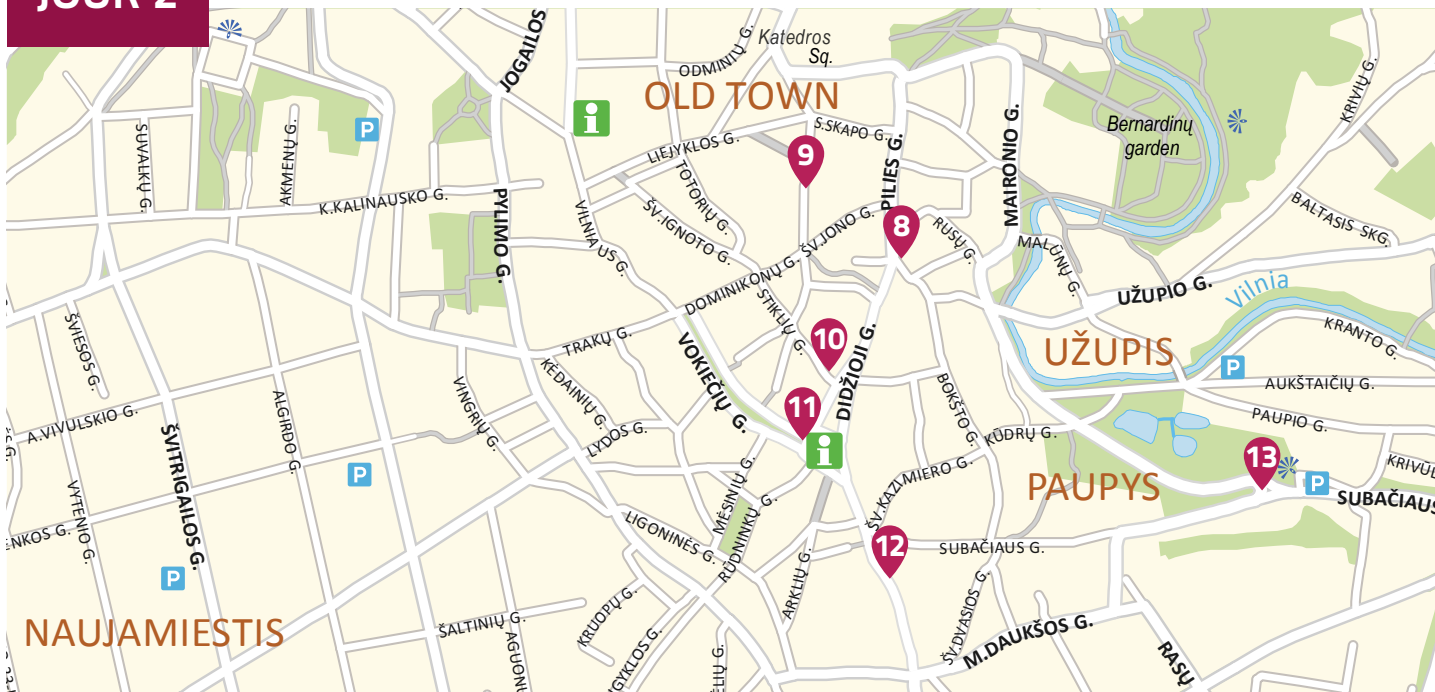 JOUR 2
JOGAILOS
ODMINIŲ G.
Katedros
Sq.
OLD TOWN
KRIVIŲ G.
SUVALKŲ G.
AKMENŲ G.
P
i
LIEJYKLOS G.
S.SKAPO G.
9
PILIES G.
MAIRONIO G.
Bernardinų
garden
K.KALINAUSKO G.
PYLIMO G.
TOTORIŲ G.
ŠV.IGNOTO G.
VILNIAUS G.
DOMINIKONŲ G.
ŠV.JONO G.
8
RUSŲ G.
MALŪNŲ G.
BALTASIS SKG.
UŽUPIO G.
Vilnia
ŠVIESOS G.
TRAKŲ G.
STIKLIŲ G.
10
DIDŽIOJI G.
UŽUPIS
KRANTO G.
P
AUKŠTAIČIŲ G.
VOKIEČIŲ G.
KĖDAINIŲ G.
VINGRIŲ G.
LYDOS G.
ALGIRDO G.
A.VIVULSKIO G.
ŠVITRIGAILOS G.
11
i
BOKŠTO G.
KŪDRŲ G.
PAUPIO G.
13
P
SUBAČIAUS
PAUPYS
P
VYTENIO G.
MĖSINIŲ G.
LIGONINĖS G.
RŪDNINKŲ G.
ŠV.KAZIMIERO G.
12
SUBAČIAUS G.
P
ARKLIŲ G.
ŠV.DVASIOS G.
M.DAUKŠOS G.
RASŲ
NAUJAMIESTIS
ŠALTINIŲ G.
KRUOPŲ G.